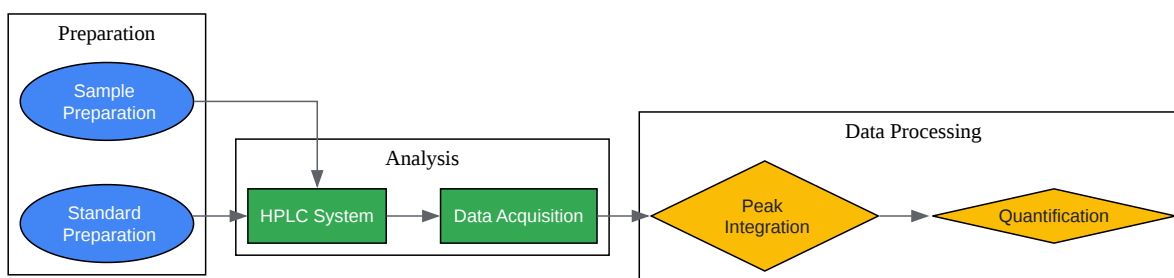 Preparation
Sample
Preparation
Standard
Preparation
Analysis
HPLC System
Data Acquisition
Data Processing
Peak
Integration
Quantification